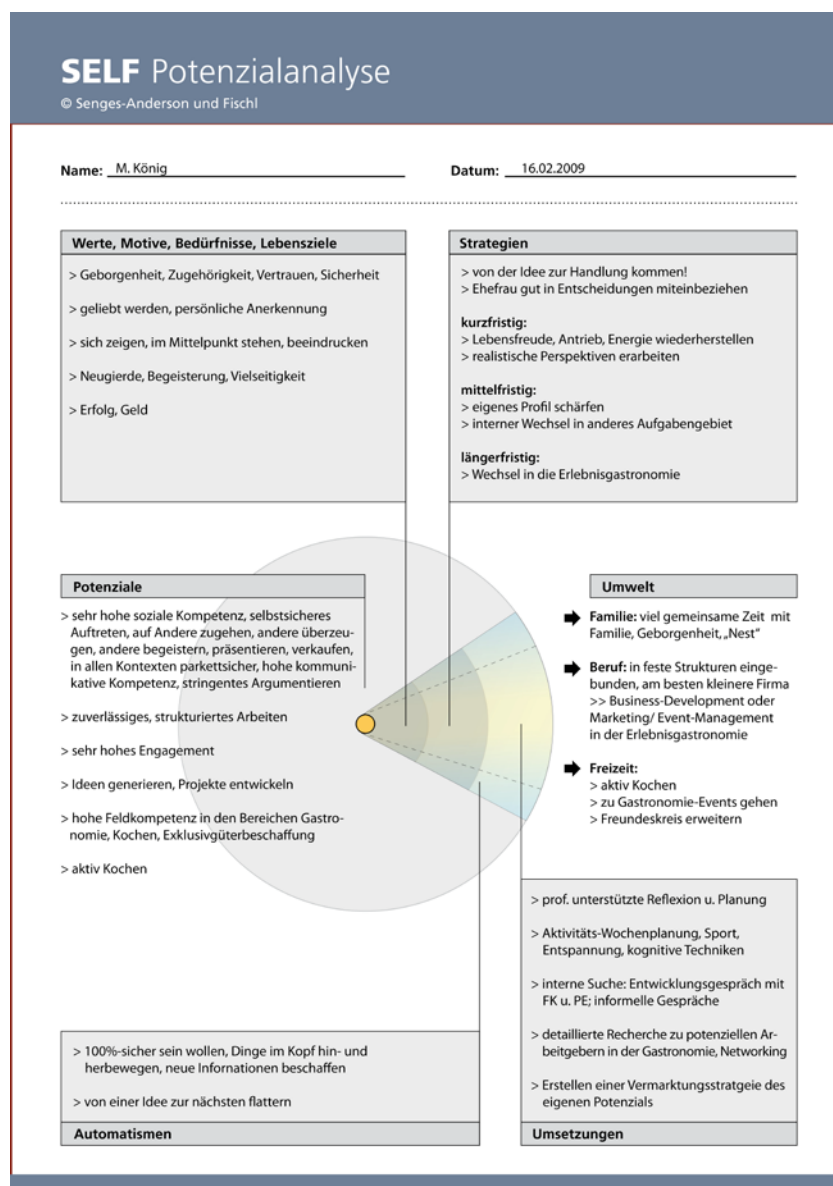 SELF Potenzialanalyse
© Senges-Anderson und Fischl
Name: M. König
Datum: 16.02.2009
Werte, Motive, Bedürfnisse, Lebensziele
> Geborgenheit, Zugehörigkeit, Vertrauen, Sicherheit
> geliebt werden, persönliche Anerkennung
> sich zeigen, im Mittelpunkt stehen, beeindrucken
> Neugierde, Begeisterung, Vielseitigkeit
> Erfolg, Geld
Strategien
> von der Idee zur Handlung kommen!
> Ehefrau gut in Entscheidungen miteinbeziehen
kurzfristig:
> Lebensfreude, Antrieb, Energie wiederherstellen
> realistische Perspektiven erarbeiten
mittelfristig:
> eigenes Profil schärfen
> interner Wechsel in anderes Aufgabengebiet
längerfristig:
> Wechsel in die Erlebnisgastronomie
Potenziale
> sehr hohe soziale Kompetenz, selbstsicheres
Auftreten, auf Andere zugehen, andere überzeu-
gen, andere begeistern, präsentieren, verkaufen,
in allen Kontexten parkettsicher, hohe kommuni-
kative Kompetenz, stringentes Argumentieren
> zuverlässiges, strukturiertes Arbeiten
> sehr hohes Engagement
> Ideen generieren, Projekte entwickeln
> hohe Feldkompetenz in den Bereichen Gastro-
nomie, Kochen, Exklusivgüterbeschaffung
> aktiv Kochen
Umwelt
Familie: viel gemeinsame Zeit mit
Familie, Geborgenheit, „Nest“
Beruf: in feste Strukturen einge-
bunden, am besten kleinere Firma
>> Business-Development oder
Marketing/ Event-Management
in der Erlebnisgastronomie
Freizeit:
> aktiv Kochen
> zu Gastronomie-Events gehen
> Freundeskreis erweitern
> 100%-sicher sein wollen, Dinge im Kopf hin- und
herbewegen, neue Infornationen beschaffen
> von einer Idee zur nächsten flattern
Automatismen
> prof. unterstützte Reflexion u. Planung
> Aktivitäts-Wochenplanung, Sport,
Entspannung, kognitive Techniken
> interne Suche: Entwicklungsgespräch mit
FK u. PE; informelle Gespräche
> detaillierte Recherche zu potenziellen Ar-
beitgebern in der Gastronomie, Networking
> Erstellen einer Vermarktungsstratgeie des
eigenen Potenzials
Umsetzungen